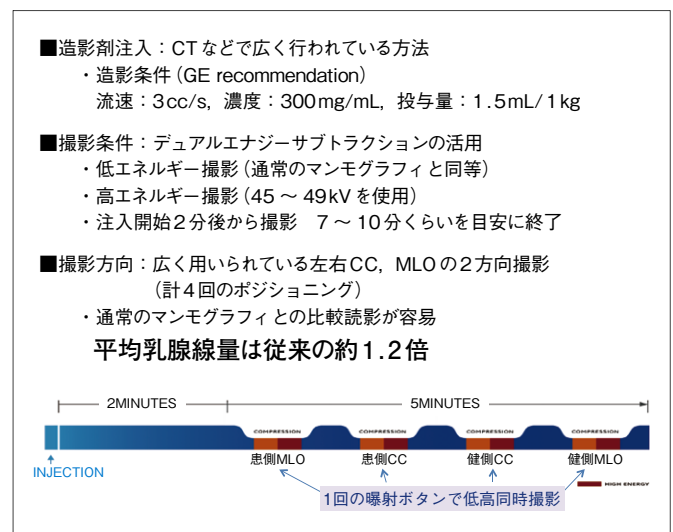 ■造影剤注入：CTなどで広く行われている方法
・造影条件（GE recommendation）
流速：3cc/s，濃度：300mg/mL，投与量：1.5mL/1kg
■撮影条件：デュアルエナジーサブトラクションの活用
・低エネルギー撮影（通常のマンモグラフィと同等）
・高エネルギー撮影（45～49kVを使用）
・注入開始2分後から撮影　7～10分くらいを目安に終了
■撮影方向：広く用いられている左右CC，MLOの2方向撮影
（計4回のポジショニング）
・通常のマンモグラフィとの比較読影が容易
平均乳腺線量は従来の約1.2倍
2MINUTES 5MINUTES
COMPRESSION COMPRESSION COMPRESSION COMPRESSION
INJECTION 患側MLO 患側CC 健側CC 健側MLO
HIGH ENERGY
1回の曝射ボタンで低高同時撮影